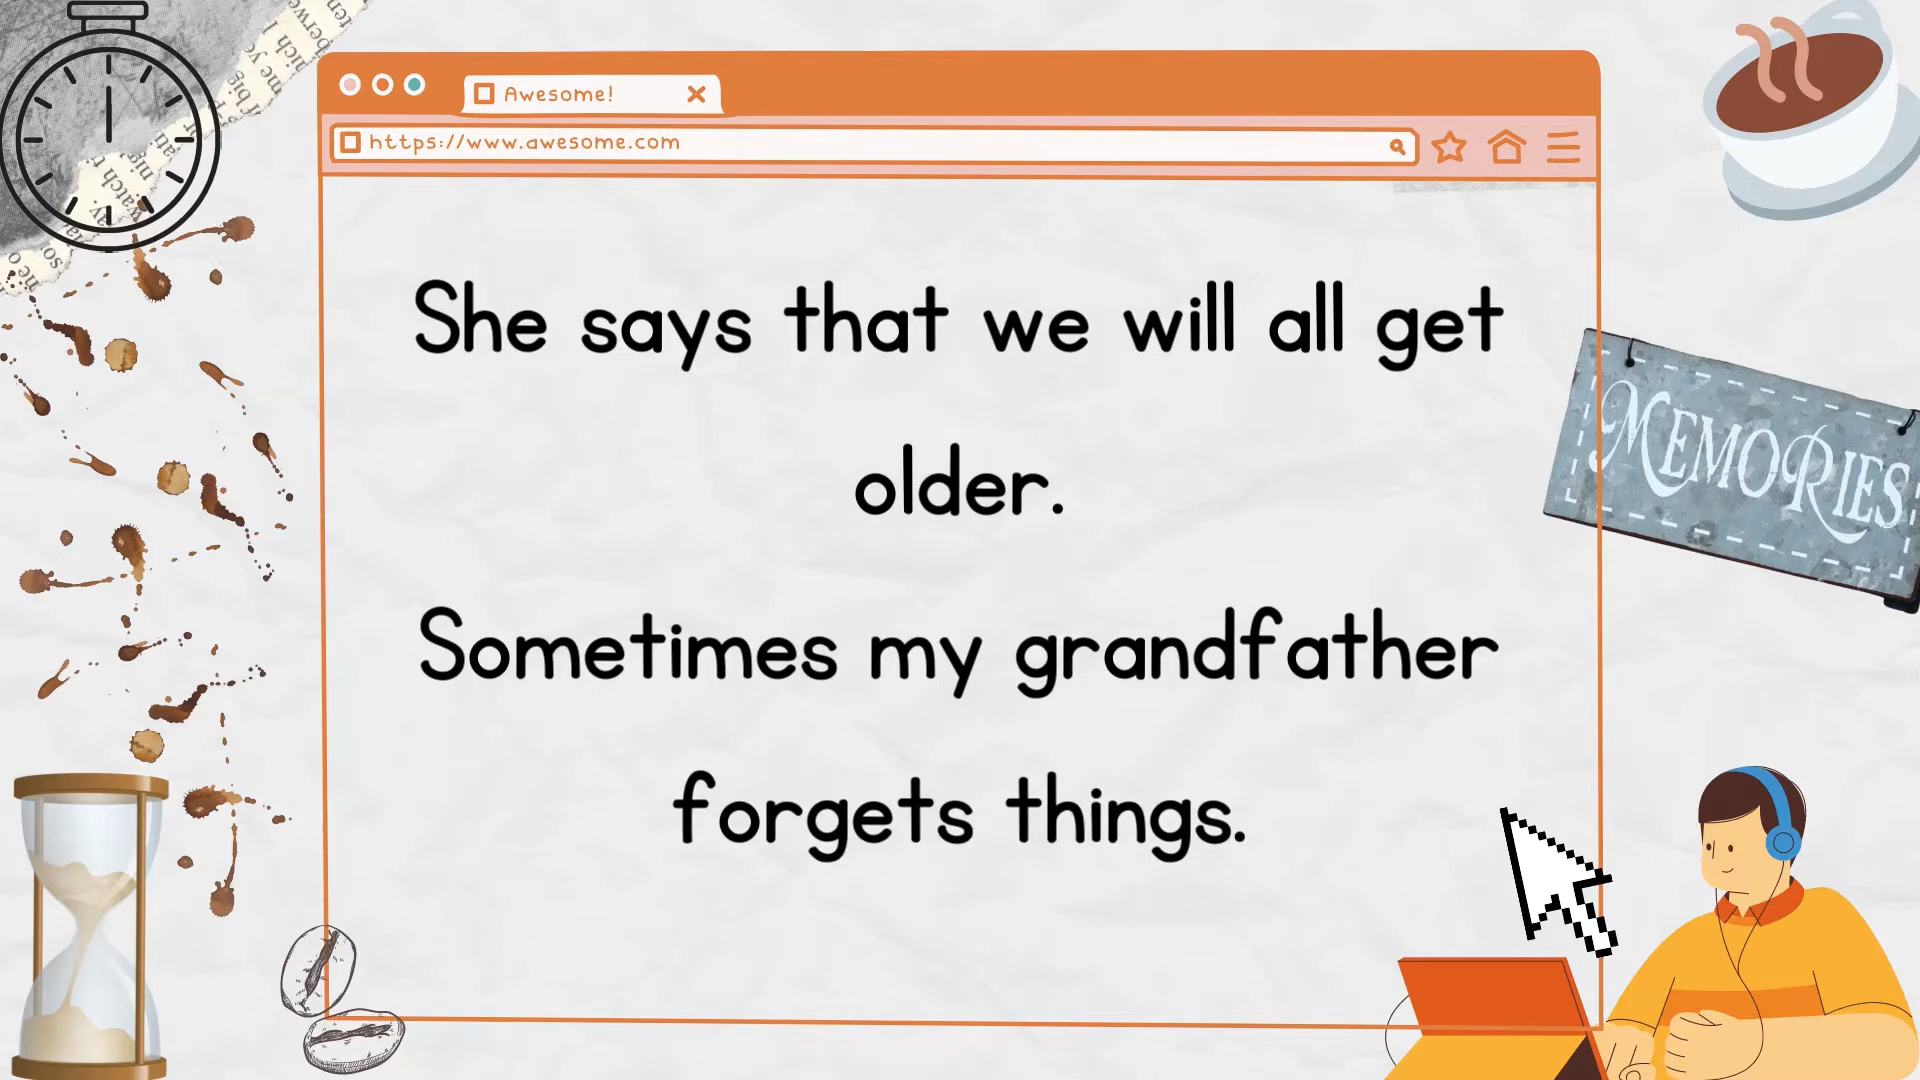 Awesome!
https://www.awesome.com
She says that we will all get
older.
Sometimes my grandfather
forgets things.
MEMORIES